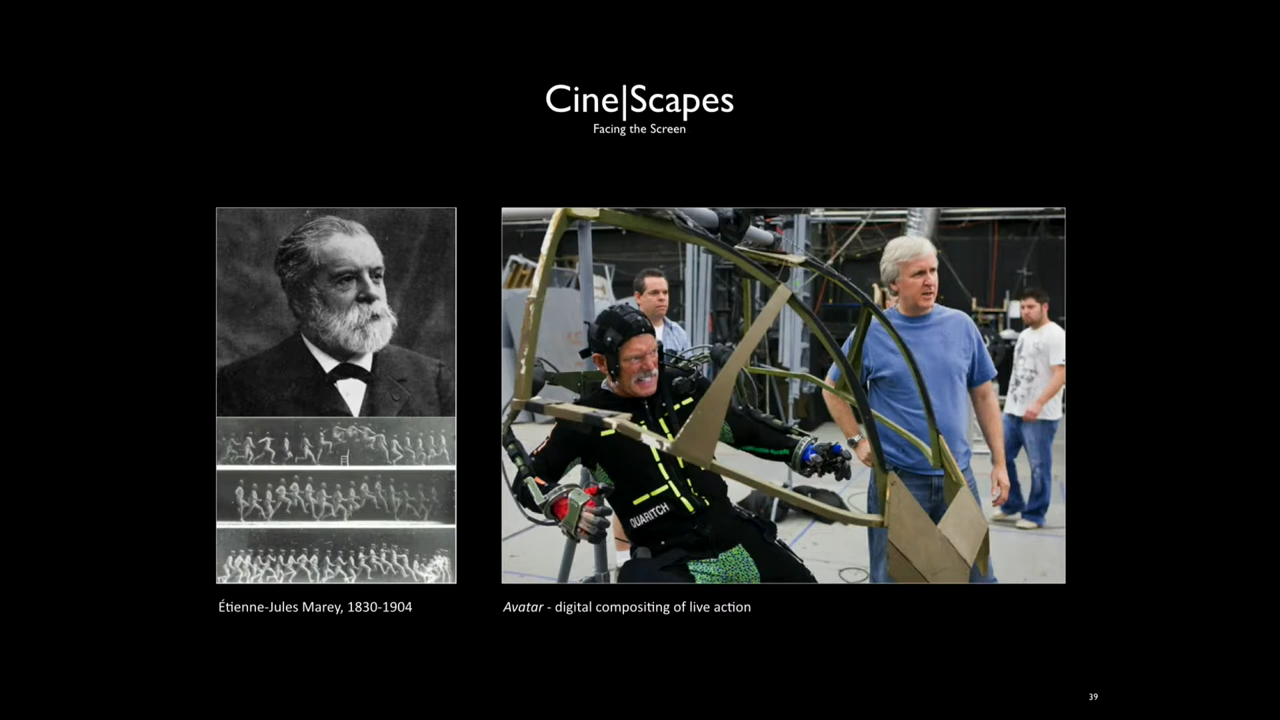 Cine|Scapes
Facing the Screen
QUARITCH
Étienne-Jules Marey, 1830-1904
Avatar - digital compositing of live action
39